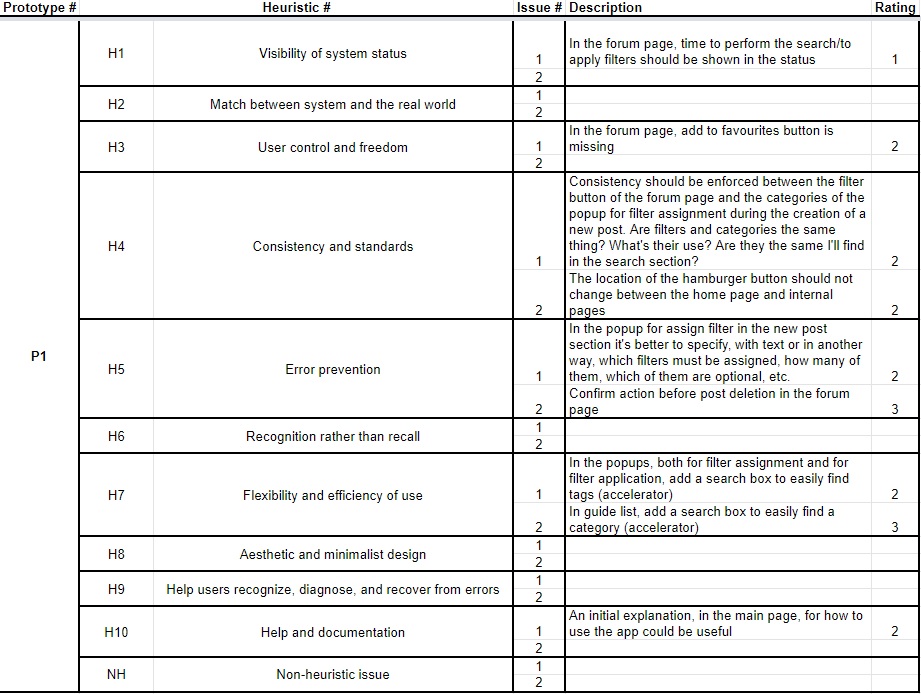 Prototype # Heuristic # Issue # Description Rating
P1
H1 Visibility of system status
1 In the forum page, time to perform the search/to
apply filters should be shown in the status 1
2
H2 Match between system and the real world
1
2
H3 User control and freedom
1 In the forum page, add to favourites button is
missing 2
2
H4 Consistency and standards
1 Consistency should be enforced between the filter
button of the forum page and the categories of the
popup for filter assignment during the creation of a
new post. Are filters and categories the same
thing? What's their use? Are they the same I'll find
in the search section? 2
2 The location of the hamburger button should not
change between the home page and internal
pages 2
H5 Error prevention
1 In the popup for assign filter in the new post
section it's better to specify, with text or in another
way, which filters must be assigned, how many of
them, which of them are optional, etc. 2
2 Confirm action before post deletion in the forum
page 3
H6 Recognition rather than recall
1
2
H7 Flexibility and efficiency of use
1 In the popups, both for filter assignment and for
filter application, add a search box to easily find
tags (accelerator) 2
2 In guide list, add a search box to easily find a
category (accelerator) 3
H8 Aesthetic and minimalist design
1
2
H9 Help users recognize, diagnose, and recover from errors
1
2
H10 Help and documentation
1 An initial explanation, in the main page, for how to
use the app could be useful 2
2
NH Non-heuristic issue
1
2